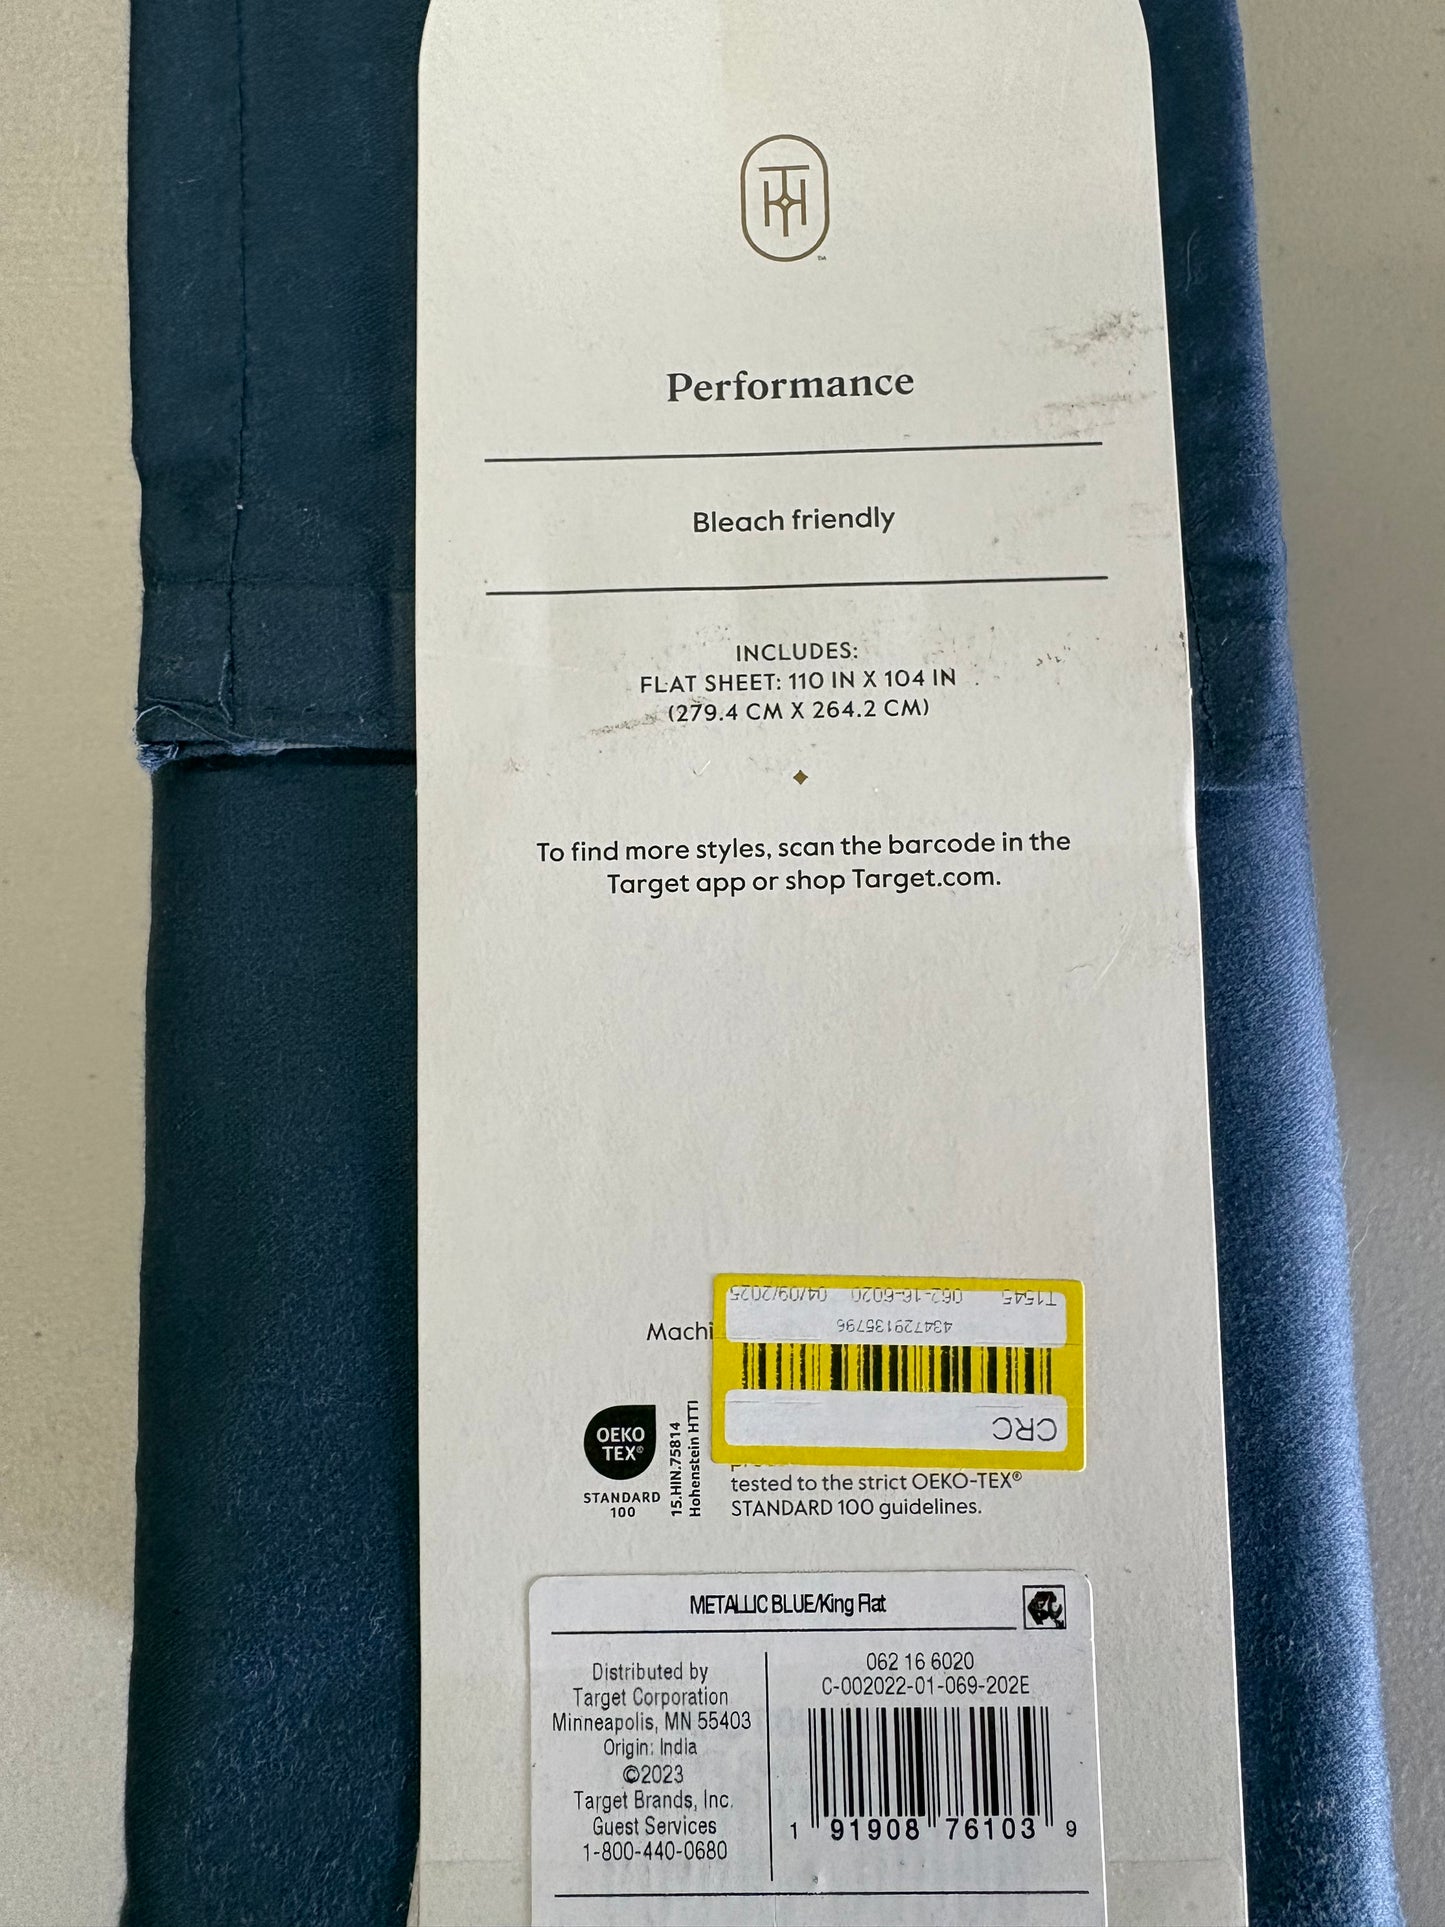 TH
Performance
Bleach friendly
INCLUDES:
FLAT SHEET: 110 IN X 104 IN
(279.4 CM X 264.2 CM)
To find more styles, scan the barcode in the
Target app or shop Target.com.
Machi
T1545 062-16-6020 04/09/2025
434729135796
CRC
OEKO
TEX®
STANDARD
100
15.HIN.75814
Hohenstein HTTI
tested to the strict OEKO-TEX®
STANDARD 100 guidelines.
METALLIC BLUE/King Flat
Distributed by
Target Corporation
Minneapolis, MN 55403
Origin: India
©2023
Target Brands, Inc.
Guest Services
1-800-440-0680
062 16 6020
C-002022-01-069-202E
1 91908 76103 9